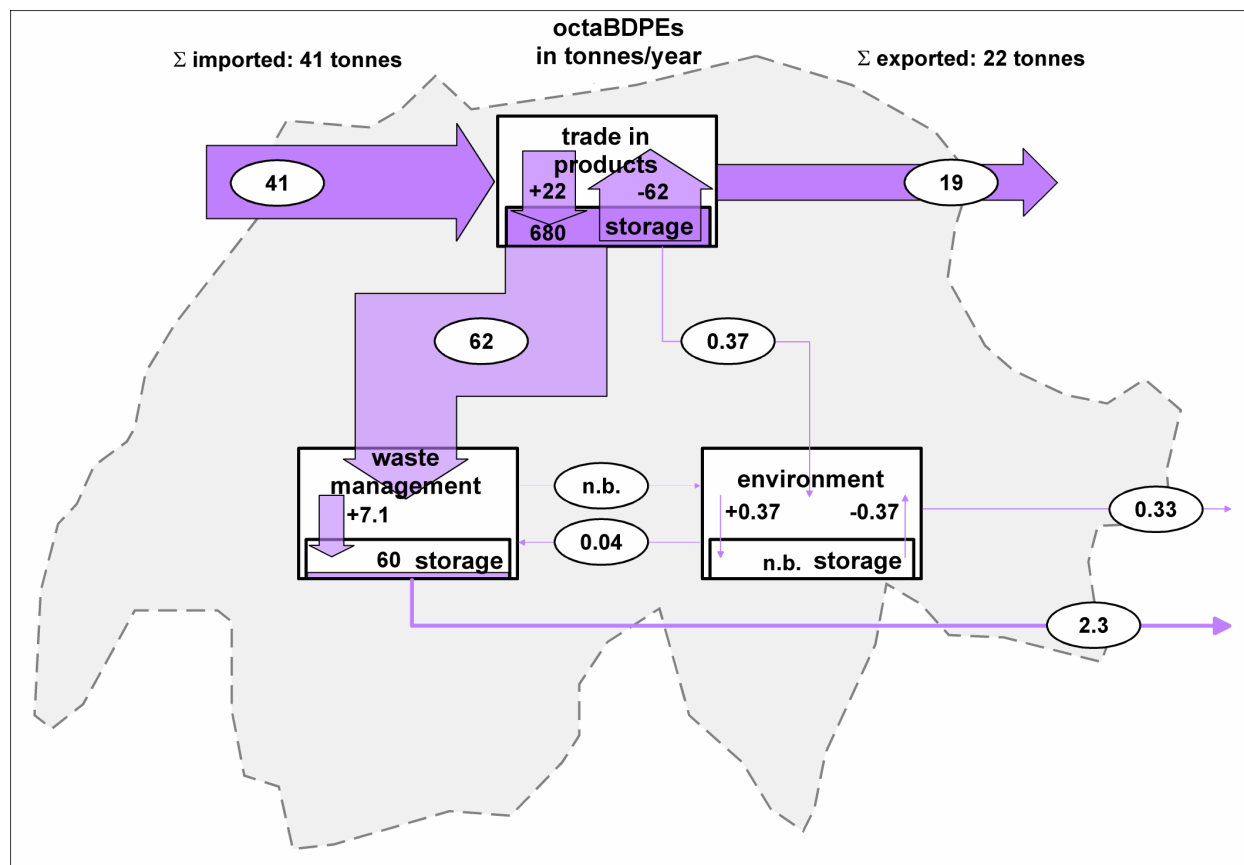 octaBDPEs
in tonnes/year
Σ imported: 41 tonnes
Σ exported: 22 tonnes
trade in
products
41
+22
-62
19
680
storage
62
0.37
waste
management
+7.1
60
storage
n.b.
0.04
environment
+0.37
-0.37
n.b.
storage
0.33
2.3